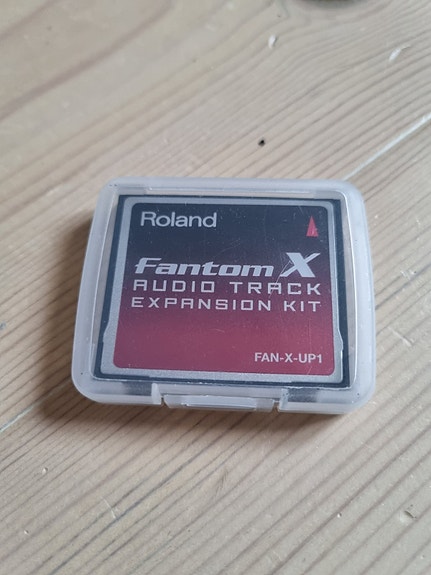 Roland
fantom X
AUDIO TRACK
EXPANSION KIT
FAN-X-UP1